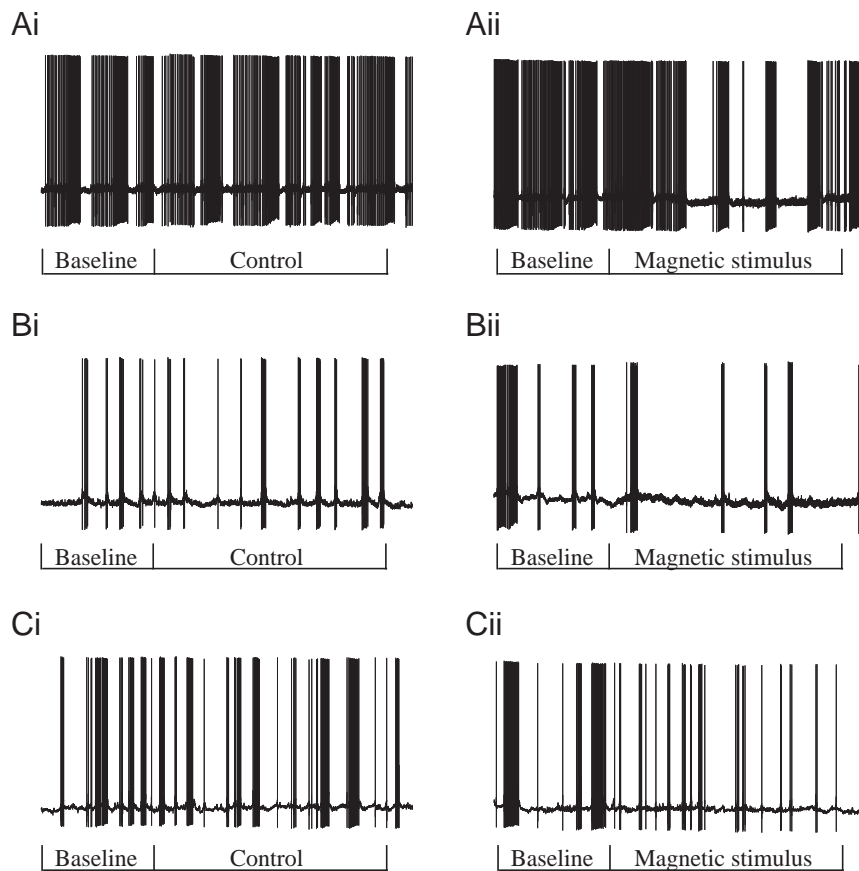 Ai
Aii
Baseline Control
Baseline Magnetic stimulus
Bi
Bii
Baseline Control
Baseline Magnetic stimulus
Ci
Cii
Baseline Control
Baseline Magnetic stimulus